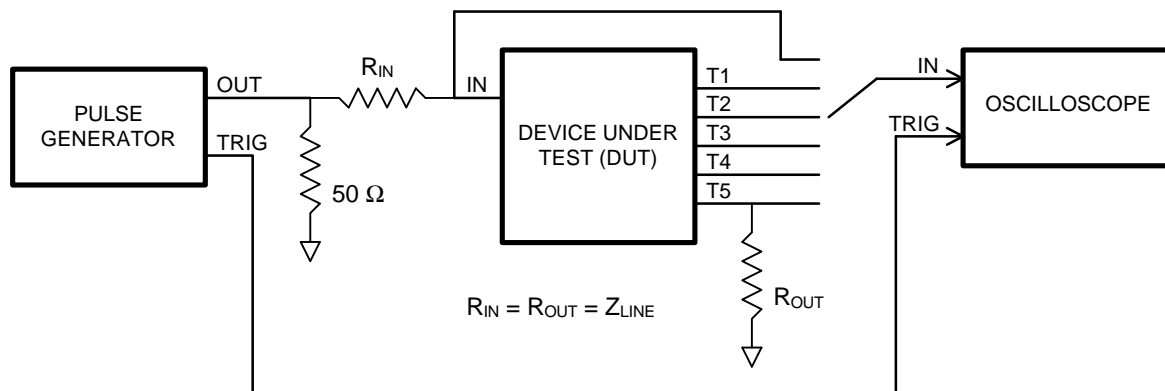 R_IN
IN
T1
T2
T3
T4
T5
IN
TRIG
OUT
TRIG
PULSE
GENERATOR
50 Ω
DEVICE UNDER
TEST (DUT)
OSCILLOSCOPE
R_OUT
R_IN = R_OUT = Z_LINE